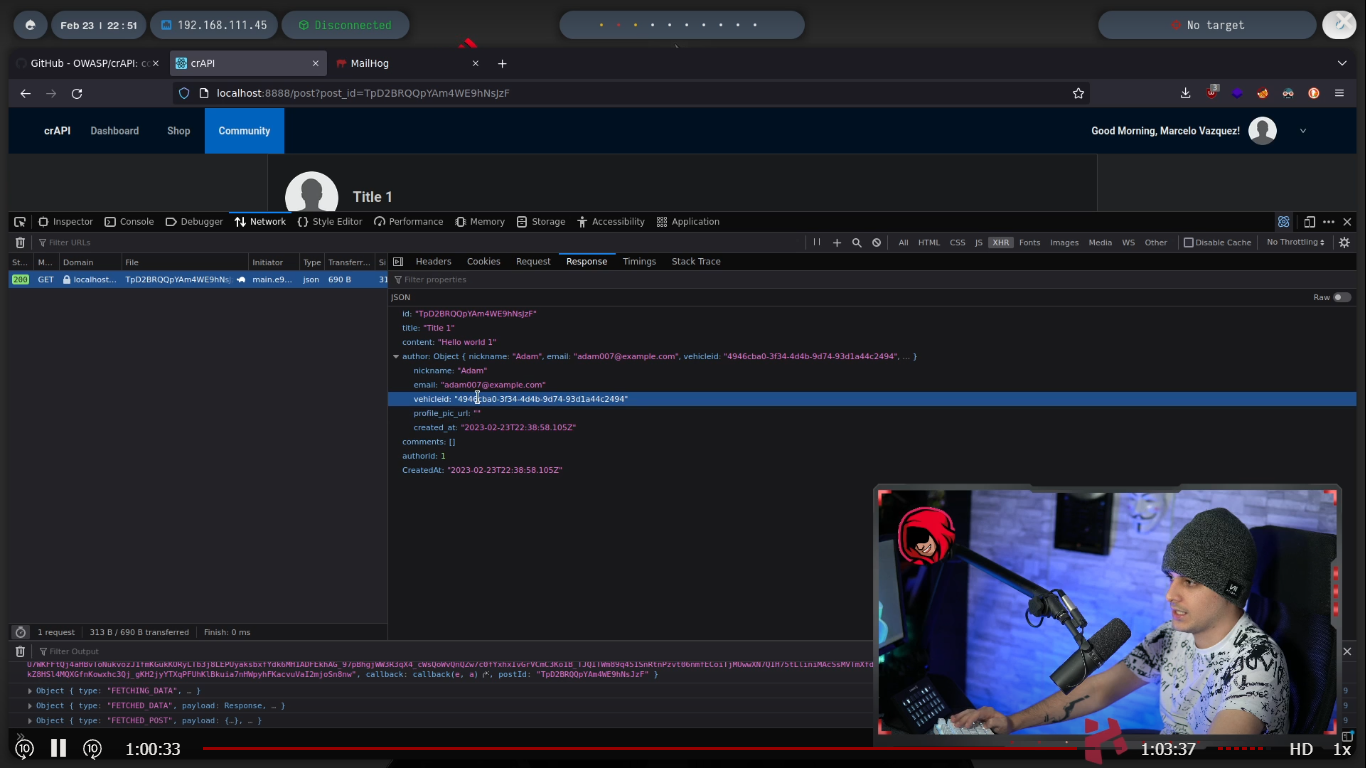 Feb 23 | 22:51
192.168.111.45
Disconnected
No target
GitHub - OWASP/crAPI: cc
crAPI
MailHog
localhost:8888/post?post_id=TpD2BRQQpYAm4WE9hNsJzF
3
crAPI
Dashboard
Shop
Community
Good Morning, Marcelo Vazquez!
Title 1
Inspector
Console
Debugger
Network
Style Editor
Performance
Memory
Storage
Accessibility
Application
Filter URLs
All
HTML
CSS
JS
XHR
Fonts
Images
Media
WS
Other
Disable Cache
No Throttling
St...
M...
Domain
File
Initiator
Type
Transferr...
Si
Headers
Cookies
Request
Response
Timings
Stack Trace
200
GET
localhost...
TpD2BRQQpYAm4WE9hNsJ
main.e9...
json
690 B
31
Filter properties
JSON
Raw
id: "TpD2BRQQpYAm4WE9hNsJzF"
title: "Title 1"
content: "Hello world 1"
author: Object { nickname: "Adam", email: "adam007@example.com", vehicleid: "4946cba0-3f34-4d4b-9d74-93d1a44c2494", … }
nickname: "Adam"
email: "adam007@example.com"
vehicleid: "4946cba0-3f34-4d4b-9d74-93d1a44c2494"
profile_pic_url: ""
created_at: "2023-02-23T22:38:58.105Z"
comments: []
authorid: 1
CreatedAt: "2023-02-23T22:38:58.105Z"
1 request
313 B / 690 B transferred
Finish: 0 ms
Filter Output
callback: callback(e, a), postId: "TpD2BRQQpYAm4WE9hNsJzF" }
Object { type: "FETCHING_DATA", … }
Object { type: "FETCHED_DATA", payload: Response, … }
Object { type: "FETCHED_POST", payload: {…}, … }
9
9
9
10
10
1:00:33
1:03:37
HD
1x